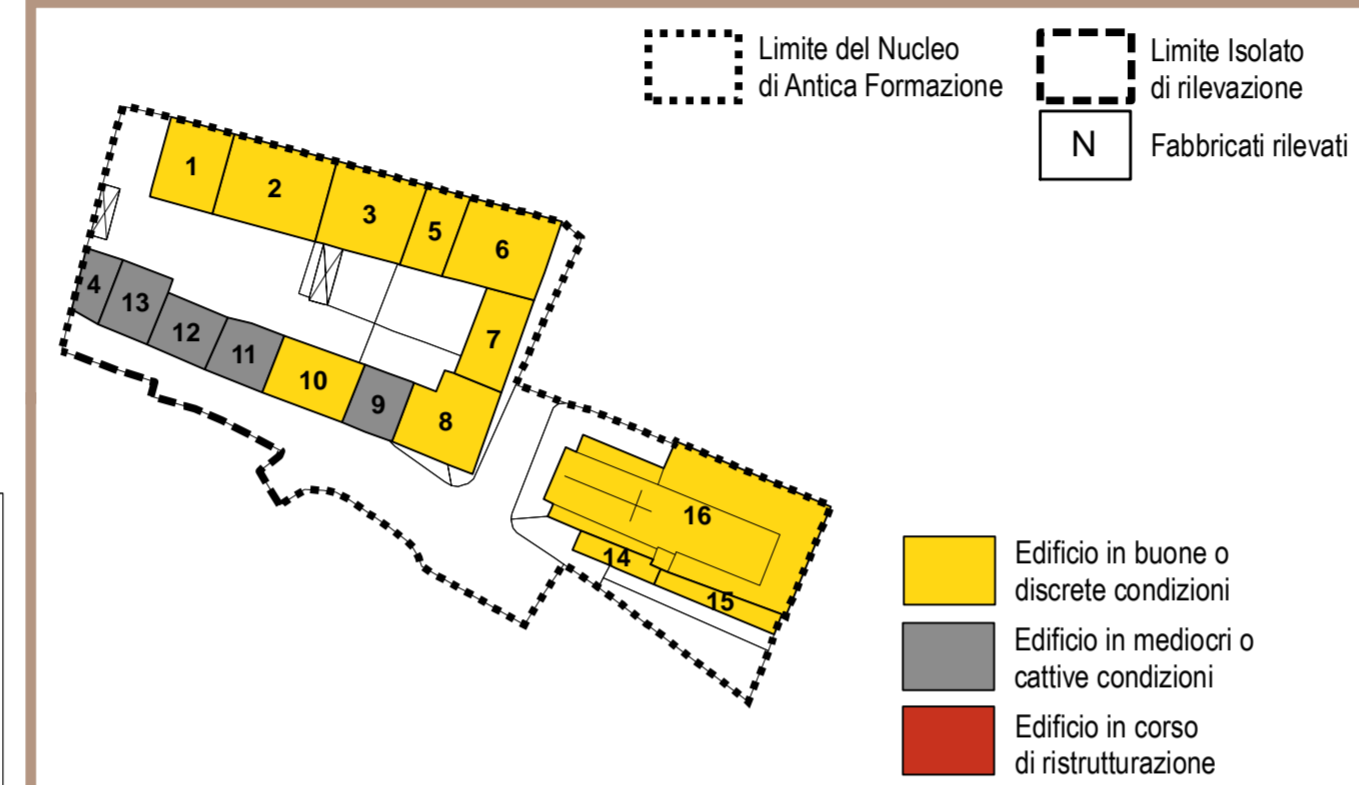 Limite del Nucleo
di Antica Formazione
Limite Isolato
di rilevazione
N
Fabbricati rilevati
1
2
3
5
6
4
13
12
11
10
9
8
7
16
14
15
Edificio in buone o
discrete condizioni
Edificio in mediocri o
cattive condizioni
Edificio in corso
di ristrutturazione